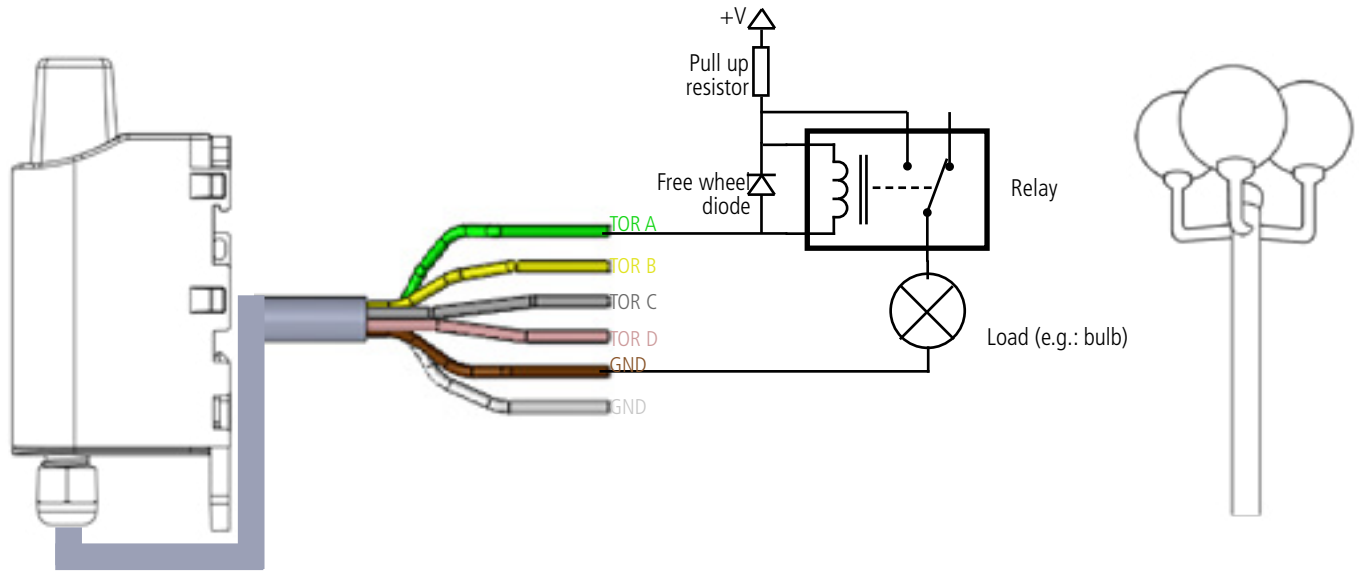 +V
Pull up
resistor
Free wheel
diode
Relay
TOR A
TOR B
TOR C
TOR D
GND
GND
Load (e.g.: bulb)